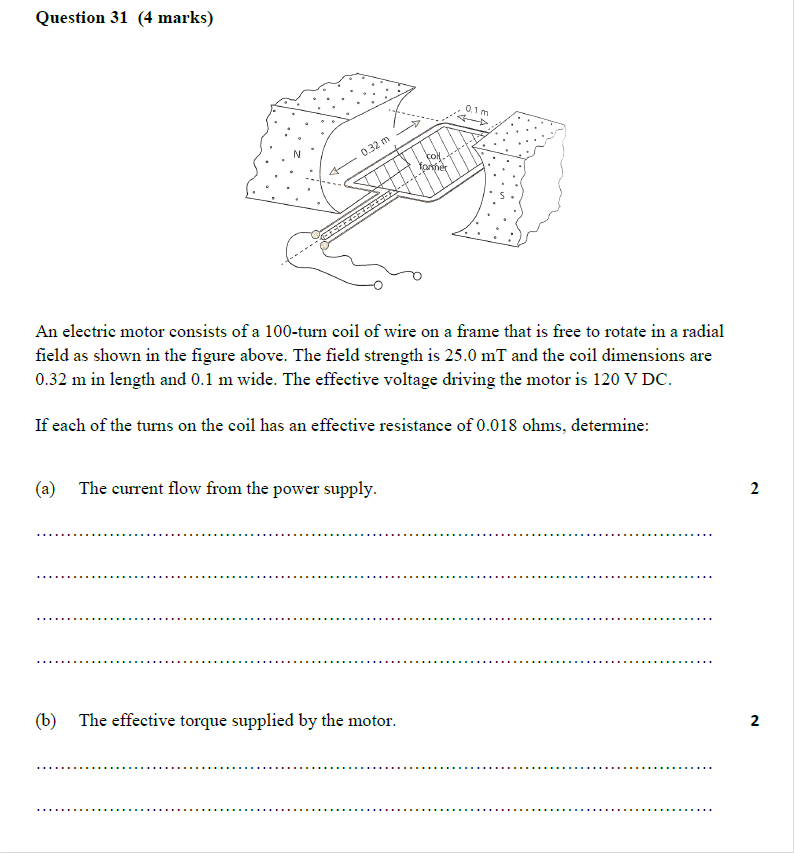 Question 31 (4 marks)
0.1 m
N
0.32 m
coil
former
S
An electric motor consists of a 100-turn coil of wire on a frame that is free to rotate in a radial
field as shown in the figure above. The field strength is 25.0 mT and the coil dimensions are
0.32 m in length and 0.1 m wide. The effective voltage driving the motor is 120 V DC.
If each of the turns on the coil has an effective resistance of 0.018 ohms, determine:
(a) The current flow from the power supply. 2
(b) The effective torque supplied by the motor. 2